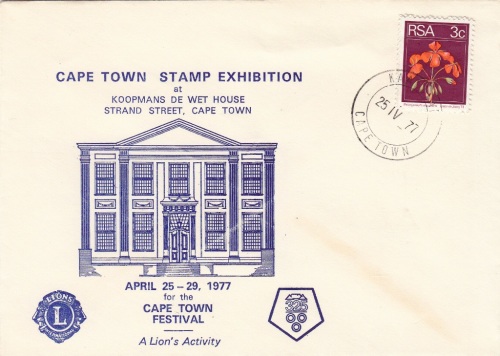 CAPE TOWN STAMP EXHIBITION
at
KOOPMANS DE WET HOUSE
STRAND STREET, CAPE TOWN
RSA 3c
25 IV 77
CAPE TOWN
APRIL 25 - 29, 1977
for the
CAPE TOWN
FESTIVAL
A Lion's Activity
LIONS
L
INTERNATIONAL